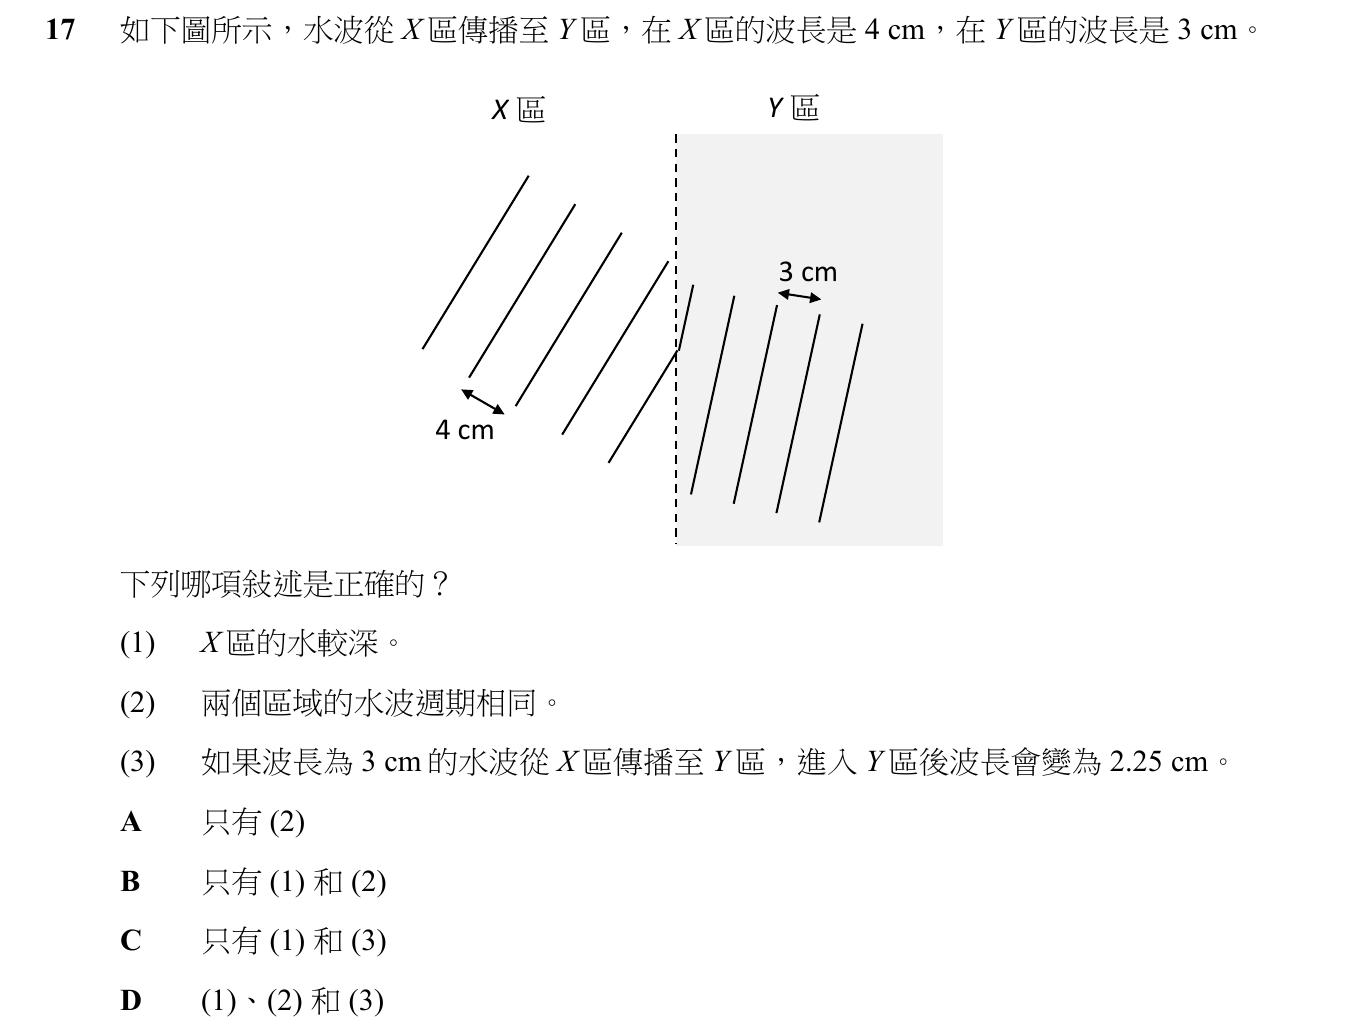 17 如下圖所示，水波從 X 區傳播至 Y 區，在 X 區的波長是 4 cm，在 Y 區的波長是 3 cm。
X 區 Y 區
3 cm
4 cm
下列哪項敍述是正確的？
(1) X 區的水較深。
(2) 兩個區域的水波週期相同。
(3) 如果波長為 3 cm 的水波從 X 區傳播至 Y 區，進入 Y 區後波長會變為 2.25 cm。
A 只有 (2)
B 只有 (1) 和 (2)
C 只有 (1) 和 (3)
D (1)、(2) 和 (3)